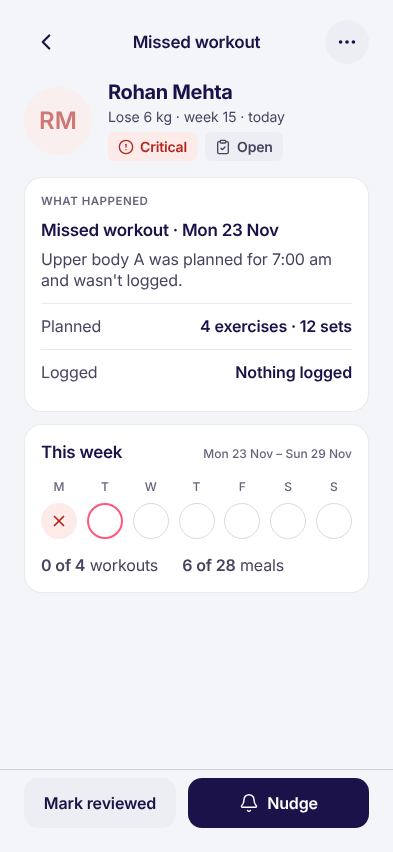 Missed workout
RM
Rohan Mehta
Lose 6 kg · week 15 · today
Critical
Open
WHAT HAPPENED
Missed workout · Mon 23 Nov
Upper body A was planned for 7:00 am
and wasn't logged.
Planned 4 exercises · 12 sets
Logged Nothing logged
This week Mon 23 Nov – Sun 29 Nov
M T W T F S S
0 of 4 workouts 6 of 28 meals
Mark reviewed
Nudge